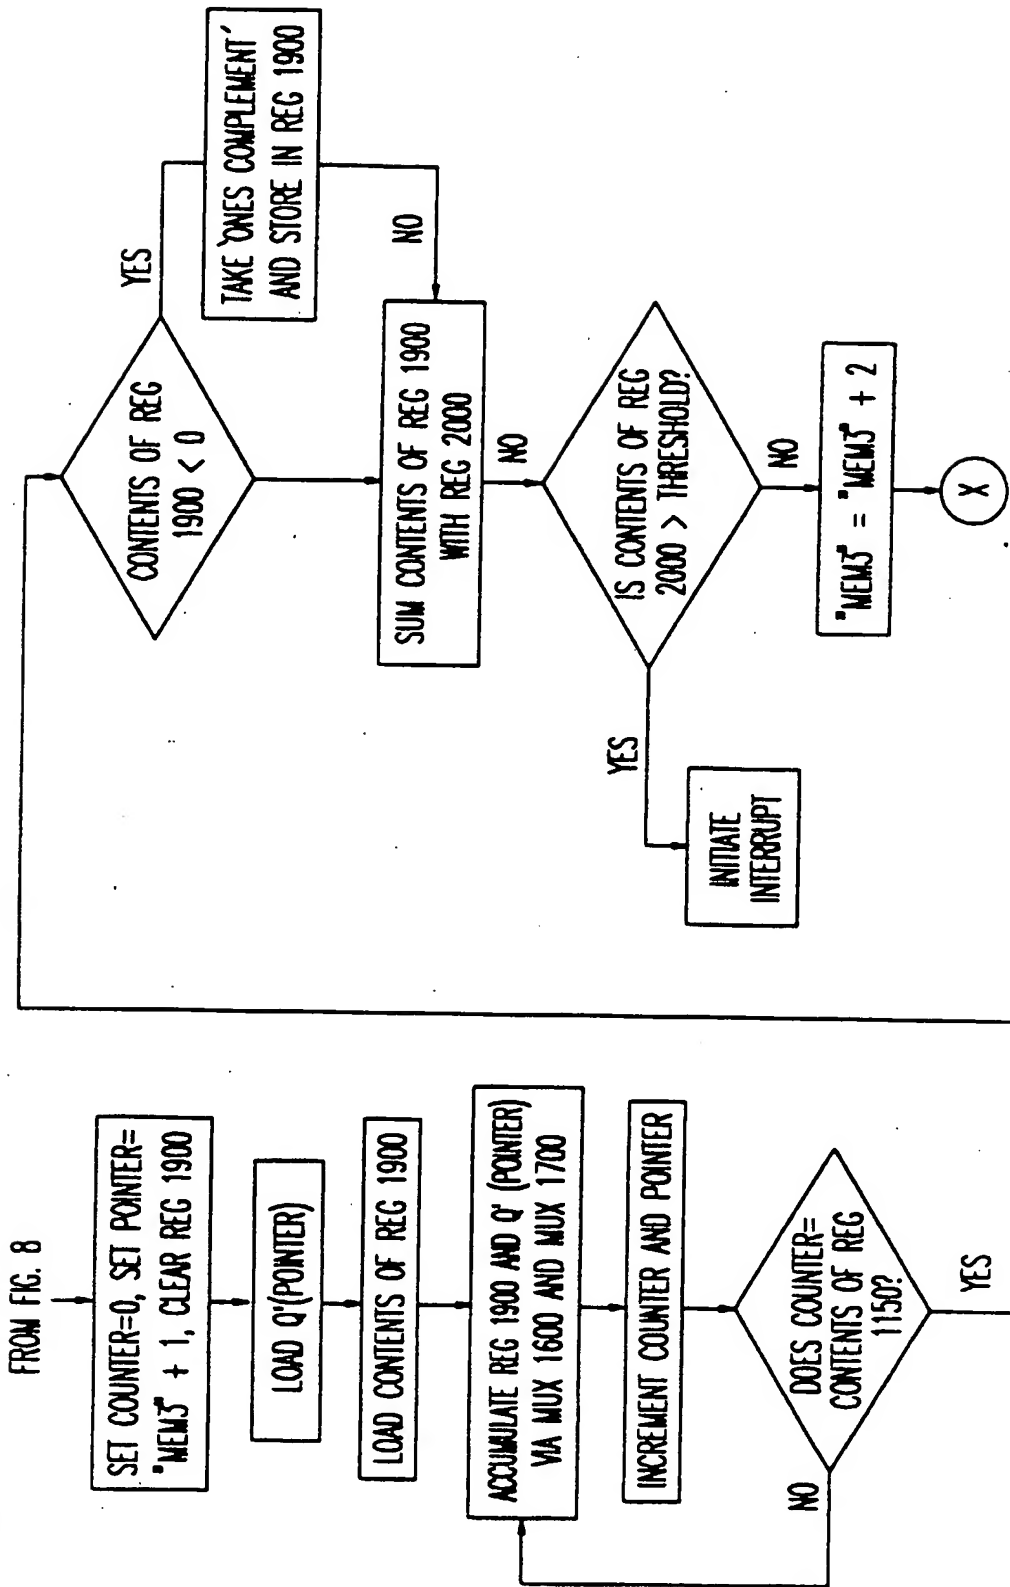 FROM FIG. 8
SET COUNTER=0, SET POINTER=
"MEM3" + 1, CLEAR REG 1900
LOAD Q'(POINTER)
LOAD CONTENTS OF REG 1900
ACCUMULATE REG 1900 AND Q' (POINTER)
VIA MUX 1600 AND MUX 1700
INCREMENT COUNTER AND POINTER
DOES COUNTER=
CONTENTS OF REG
1150?
NO
YES
CONTENTS OF REG
1900 < 0
YES
TAKE 'ONES COMPLEMENT'
AND STORE IN REG 1900
NO
SUM CONTENTS OF REG 1900
WITH REG 2000
NO
IS CONTENTS OF REG
2000 > THRESHOLD?
YES
INITIATE
INTERRUPT
NO
"MEM3" = "MEM3" + 2
X